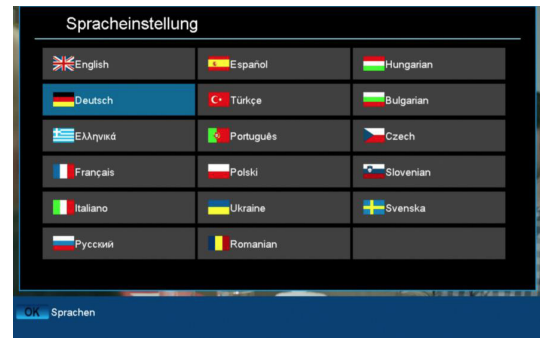 Spracheinstellung
English
Español
Hungarian
Deutsch
Türkçe
Bulgarian
Ελληνικά
Português
Czech
Français
Polski
Slovenian
Italiano
Ukraine
Svenska
Русский
Romanian
OK Sprachen